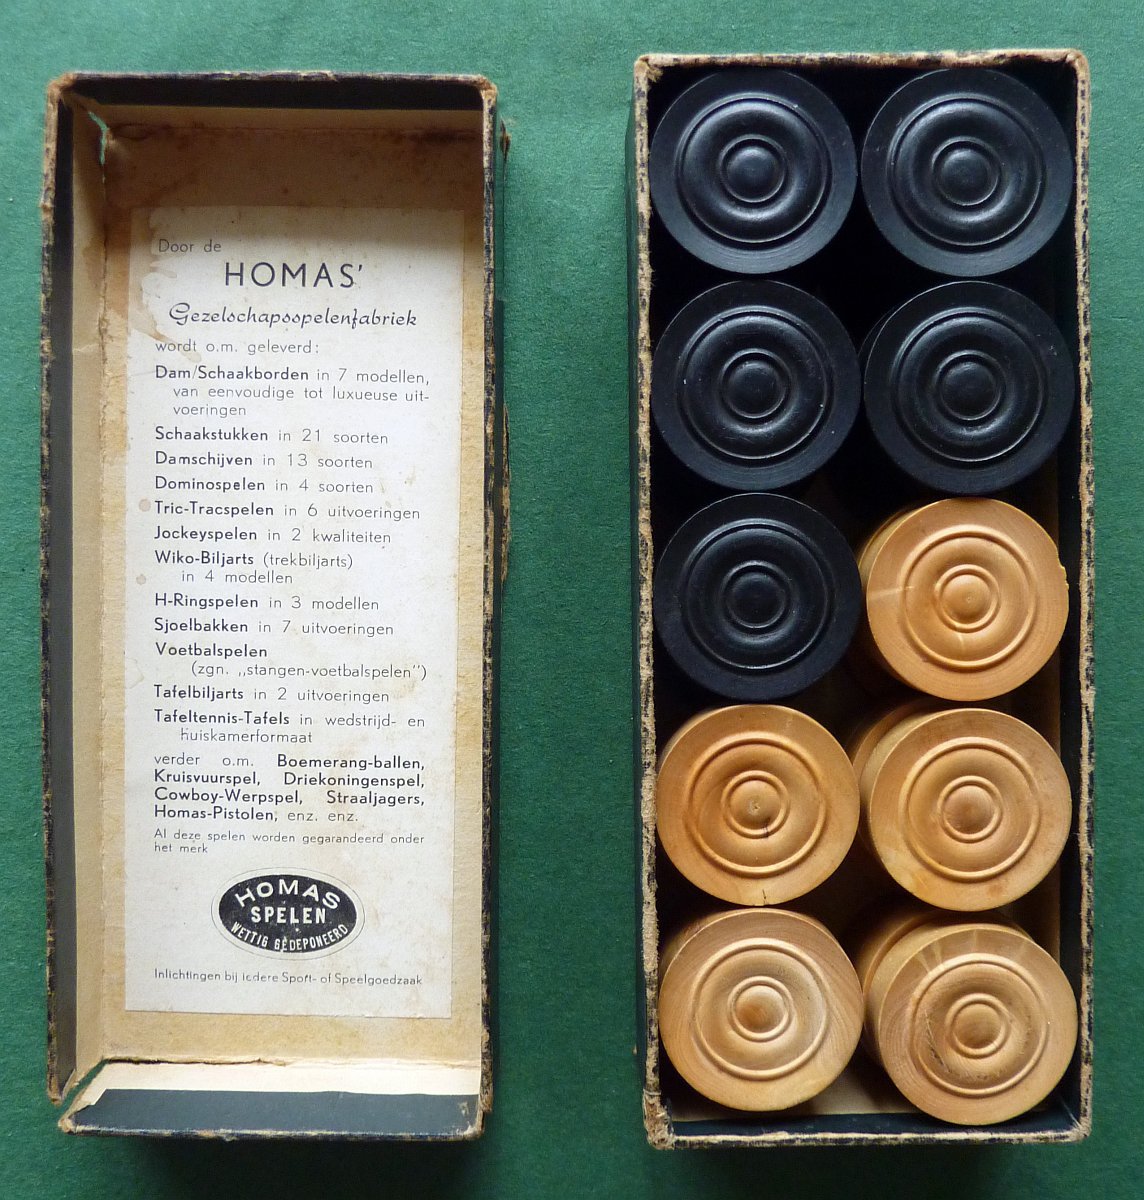 Door de
HOMAS'
Gezelschapsspelenfabriek
wordt o.m. geleverd:
Dam/Schaakborden in 7 modellen,
van eenvoudige tot luxueuse uit-
voeringen
Schaakstukken in 21 soorten
Damschijven in 13 soorten
Dominospelen in 4 soorten
Tric-Tracspelen in 6 uitvoeringen
Jockeyspelen in 2 kwaliteiten
Wiko-Biljarts (trekbiljarts)
in 4 modellen
H-Ringspelen in 3 modellen
Sjoelbakken in 7 uitvoeringen
Voetbalspelen
(zgn. „stangen-voetbalspelen")
Tafelbiljarts in 2 uitvoeringen
Tafeltennis-Tafels in wedstrijd- en
huiskamerformaat
verder o.m. Boemerang-ballen,
Kruisvuurspel, Driekoningenspel,
Cowboy-Werpspel, Straaljagers,
Homas-Pistolen, enz. enz.
Al deze spelen worden gegarandeerd onder
het merk
HOMAS
SPELEN
WETTIG GEDEPONEERD
Inlichtingen bij iedere Sport- of Speelgoedzaak